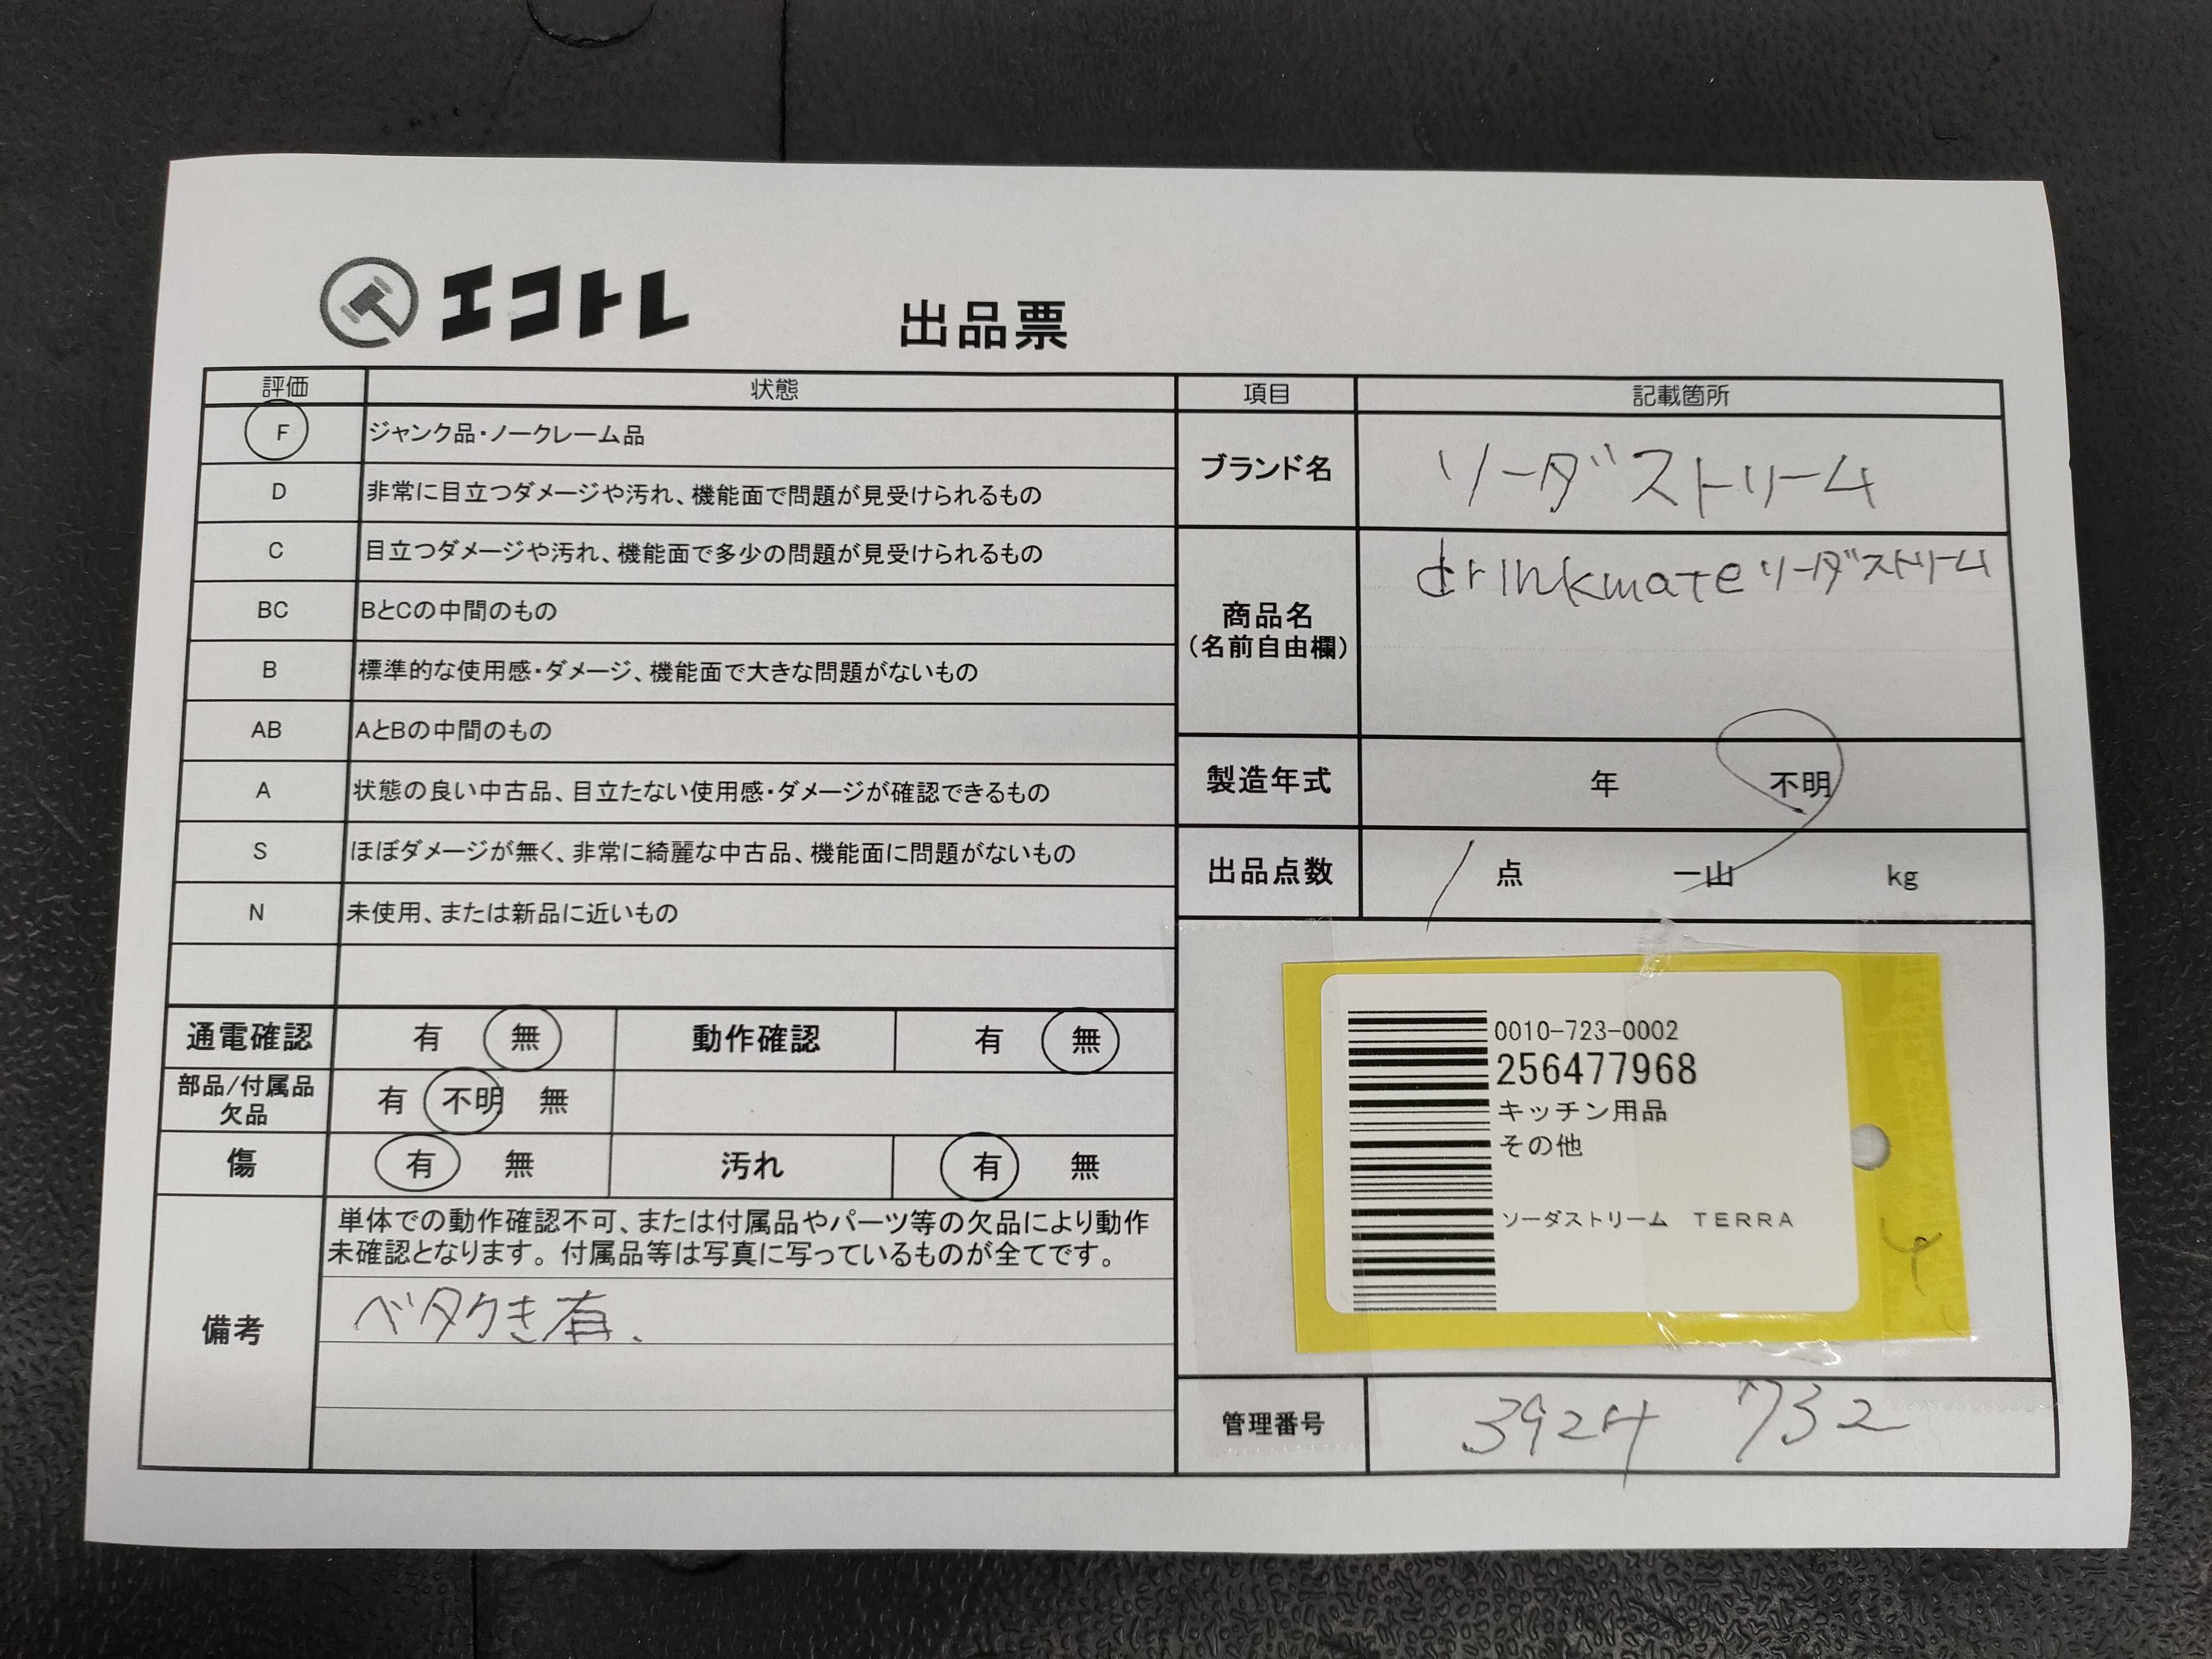 エコトレ
出品票
評価 状態
F ジャンク品・ノークレーム品
D 非常に目立つダメージや汚れ、機能面で問題が見受けられるもの
C 目立つダメージや汚れ、機能面で多少の問題が見受けられるもの
BC BとCの中間のもの
B 標準的な使用感・ダメージ、機能面で大きな問題がないもの
AB AとBの中間のもの
A 状態の良い中古品、目立たない使用感・ダメージが確認できるもの
S ほぼダメージが無く、非常に綺麗な中古品、機能面に問題がないもの
N 未使用、または新品に近いもの
通電確認 有 無 動作確認 有 無
部品/付属品
欠品
有 不明 無
傷 有 無 汚れ 有 無
備考
単体での動作確認不可、または付属品やパーツ等の欠品により動作
未確認となります。付属品等は写真に写っているものが全てです。
ベタつき有.
項目 記載箇所
ブランド名 ソーダストリーム
商品名
(名前自由欄)
drinkmateソーダストリーム
製造年式 年 不明
出品点数 1 点 一山 kg
0010-723-0002
256477968
キッチン用品
その他
ソーダストリーム TERRA
管理番号 3924 732